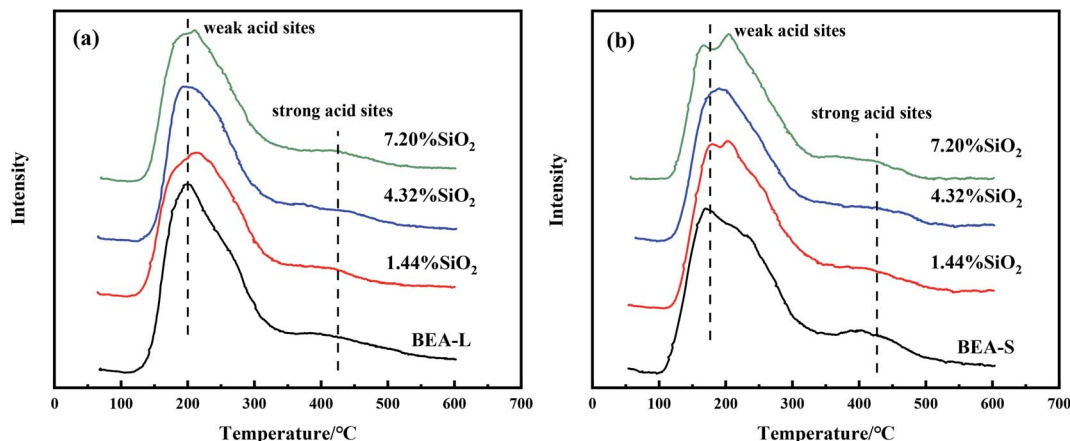 (a)
weak acid sites
strong acid sites
7.20%SiO₂
4.32%SiO₂
1.44%SiO₂
BEA-L
Intensity
0 100 200 300 400 500 600 700
Temperature/°C
(b)
weak acid sites
strong acid sites
7.20%SiO₂
4.32%SiO₂
1.44%SiO₂
BEA-S
Intensity
0 100 200 300 400 500 600 700
Temperature/°C